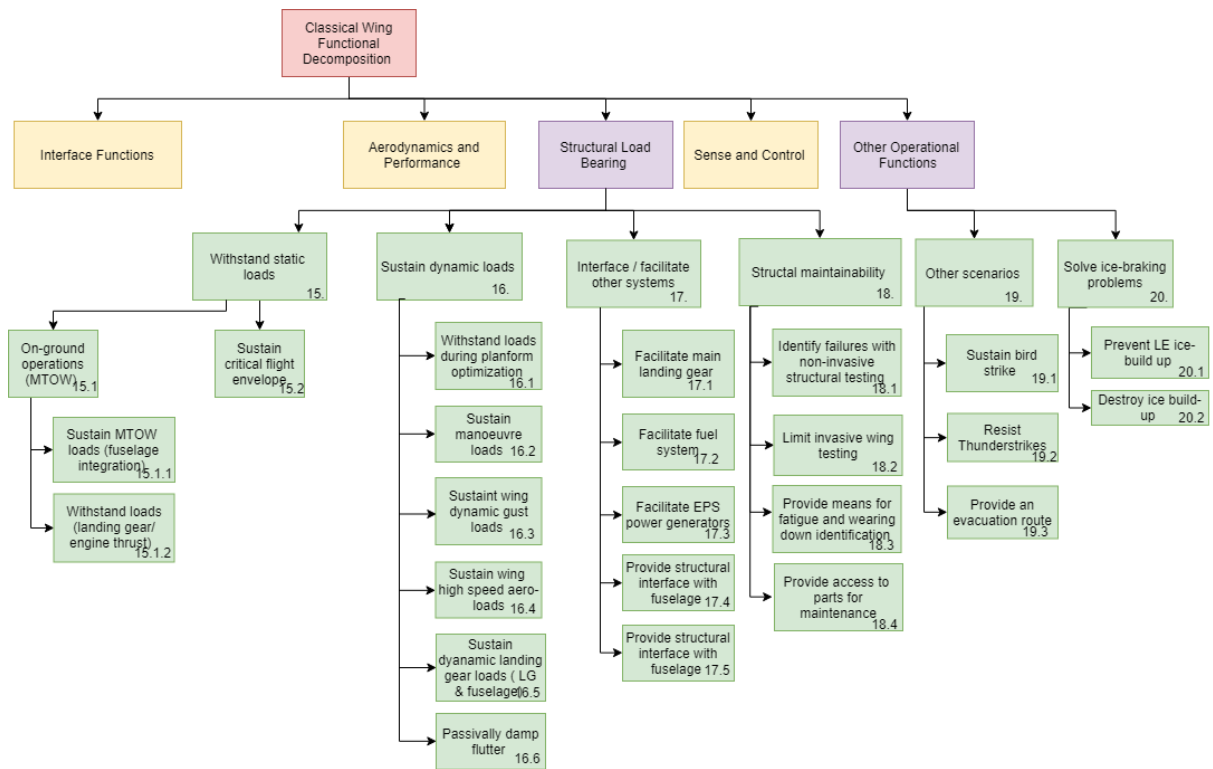 Classical Wing
Functional
Decomposition
Interface Functions
Aerodynamics and
Performance
Structural Load
Bearing
Sense and Control
Other Operational
Functions
Withstand static
loads
15.
Sustain dynamic loads
16.
Interface / facilitate
other systems
17.
Structal maintainability
18.
Other scenarios
19.
Solve ice-braking
problems
20.
On-ground
operations
(MTOW)
15.1
Sustain
critical flight
envelope
15.2
Sustain MTOW
loads (fuselage
integration)
15.1.1
Withstand loads
(landing gear/
engine thrust)
15.1.2
Withstand loads
during planform
optimization
16.1
Sustain
manoeuvre
loads
16.2
Sustaint wing
dynamic gust
loads
16.3
Sustain wing
high speed aero-
loads
16.4
Sustain
dyanamic landing
gear loads ( LG
& fuselage)
16.5
Passivally damp
flutter
16.6
Facilitate main
landing gear
17.1
Facilitate fuel
system
17.2
Facilitate EPS
power generators
17.3
Provide structural
interface with
fuselage
17.4
Provide structural
interface with
fuselage
17.5
Identify failures with
non-invasive
structural testing
18.1
Limit invasive wing
testing
18.2
Provide means for
fatigue and wearing
down identification
18.3
Provide access to
parts for
maintenance
18.4
Sustain bird
strike
19.1
Resist
Thunderstrikes
19.2
Provide an
evacuation route
19.3
Prevent LE ice-
build up
20.1
Destroy ice build-
up
20.2